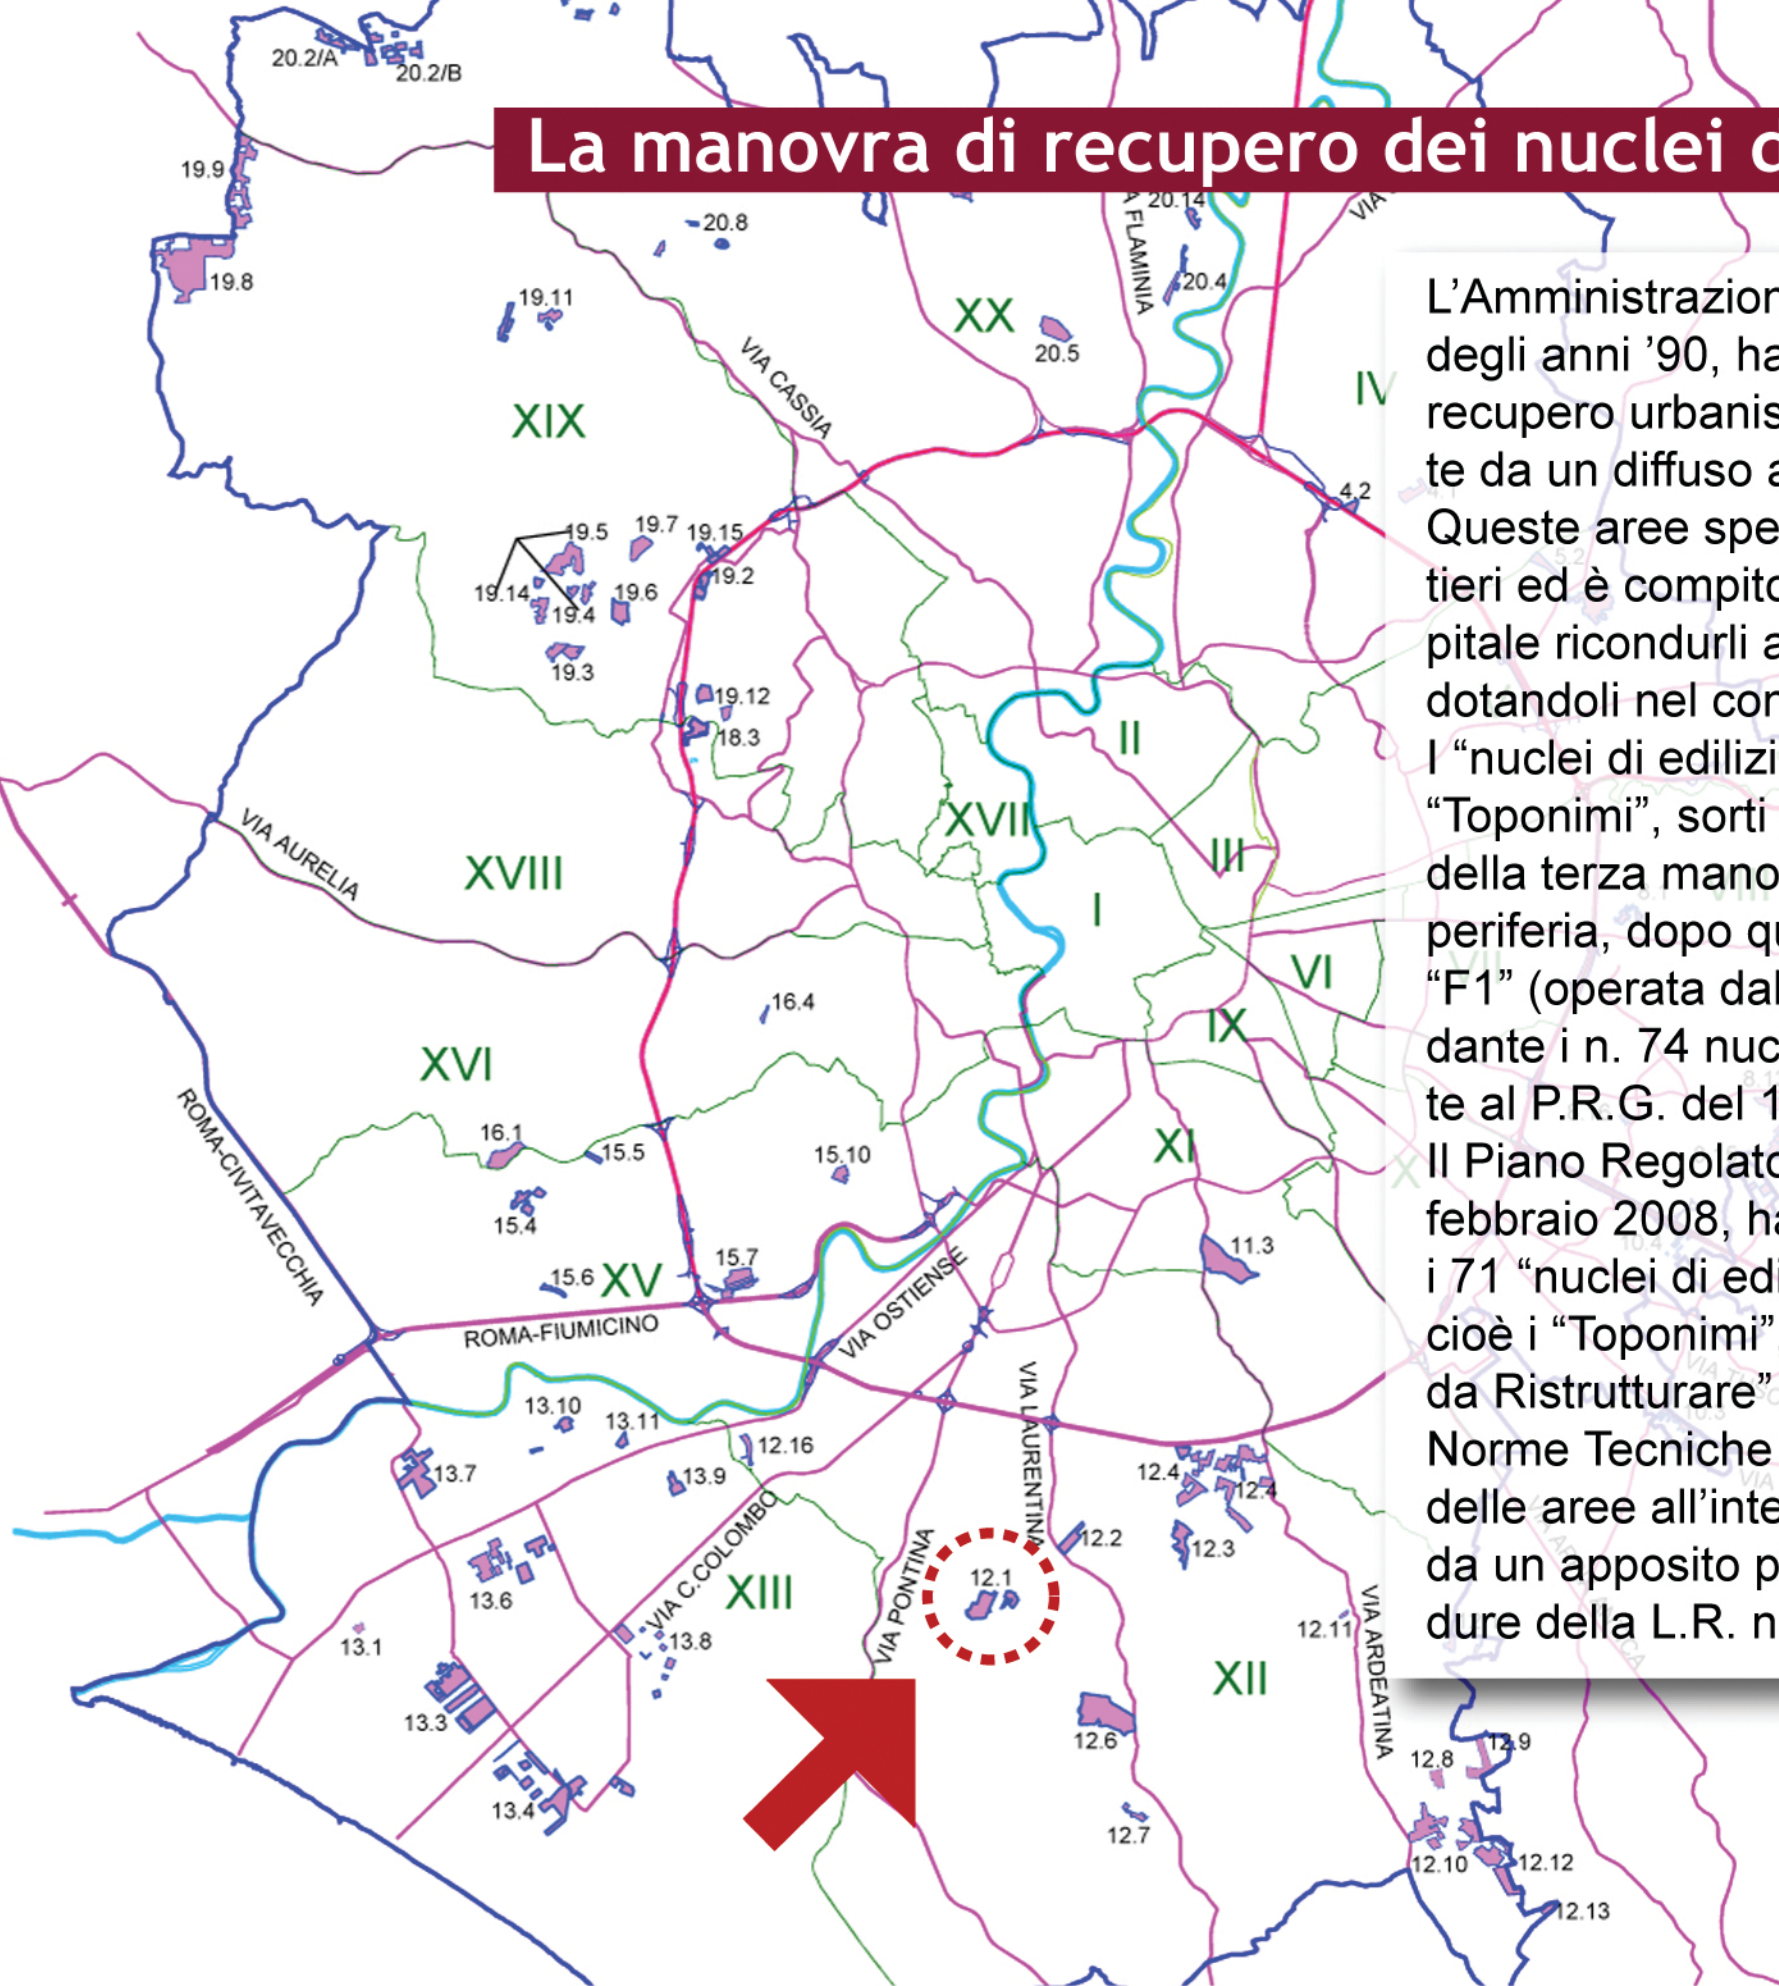 20.2/A
20.2/B
La manovra di recupero dei nuclei
19.9
20.8
A FLAMINIA
20.14
VIA
19.8
20.4
19.11
XX
20.5
VIA CASSIA
IV
XIX
4.2
4.1
19.5
19.7
19.15
5.2
19.2
19.14
19.4
19.6
19.3
19.12
18.3
II
XVII
III
VIA AURELIA
XVIII
I
VI
16.4
IX
XVI
ROMA-CIVITAVECCHIA
16.1
15.5
15.10
XI
X
15.4
11.3
15.6
XV
15.7
ROMA-FIUMICINO
VIA OSTIENSE
VIA LAURENTINA
13.10
13.11
12.16
13.7
13.9
12.4
12.4
12.2
12.3
VIA C.COLOMBO
VIA PONTINA
12.1
13.6
XIII
13.1
13.8
12.11
VIA ARDEATINA
XII
13.3
12.6
12.9
12.8
13.4
12.7
12.10
12.12
12.13
L’Amministrazion
degli anni ’90, ha
recupero urbanis
te da un diffuso a
Queste aree spe
tieri ed è compito
pitale ricondurli a
dotandoli nel con
I “nuclei di edilizi
“Toponimi”, sorti
della terza mano
periferia, dopo qu
“F1” (operata dal
dante i n. 74 nuc
te al P.R.G. del 1
Il Piano Regolato
febbraio 2008, ha
i 71 “nuclei di edi
cioè i “Toponimi”
da Ristrutturare”
Norme Tecniche
delle aree all’inte
da un apposito p
dure della L.R. n